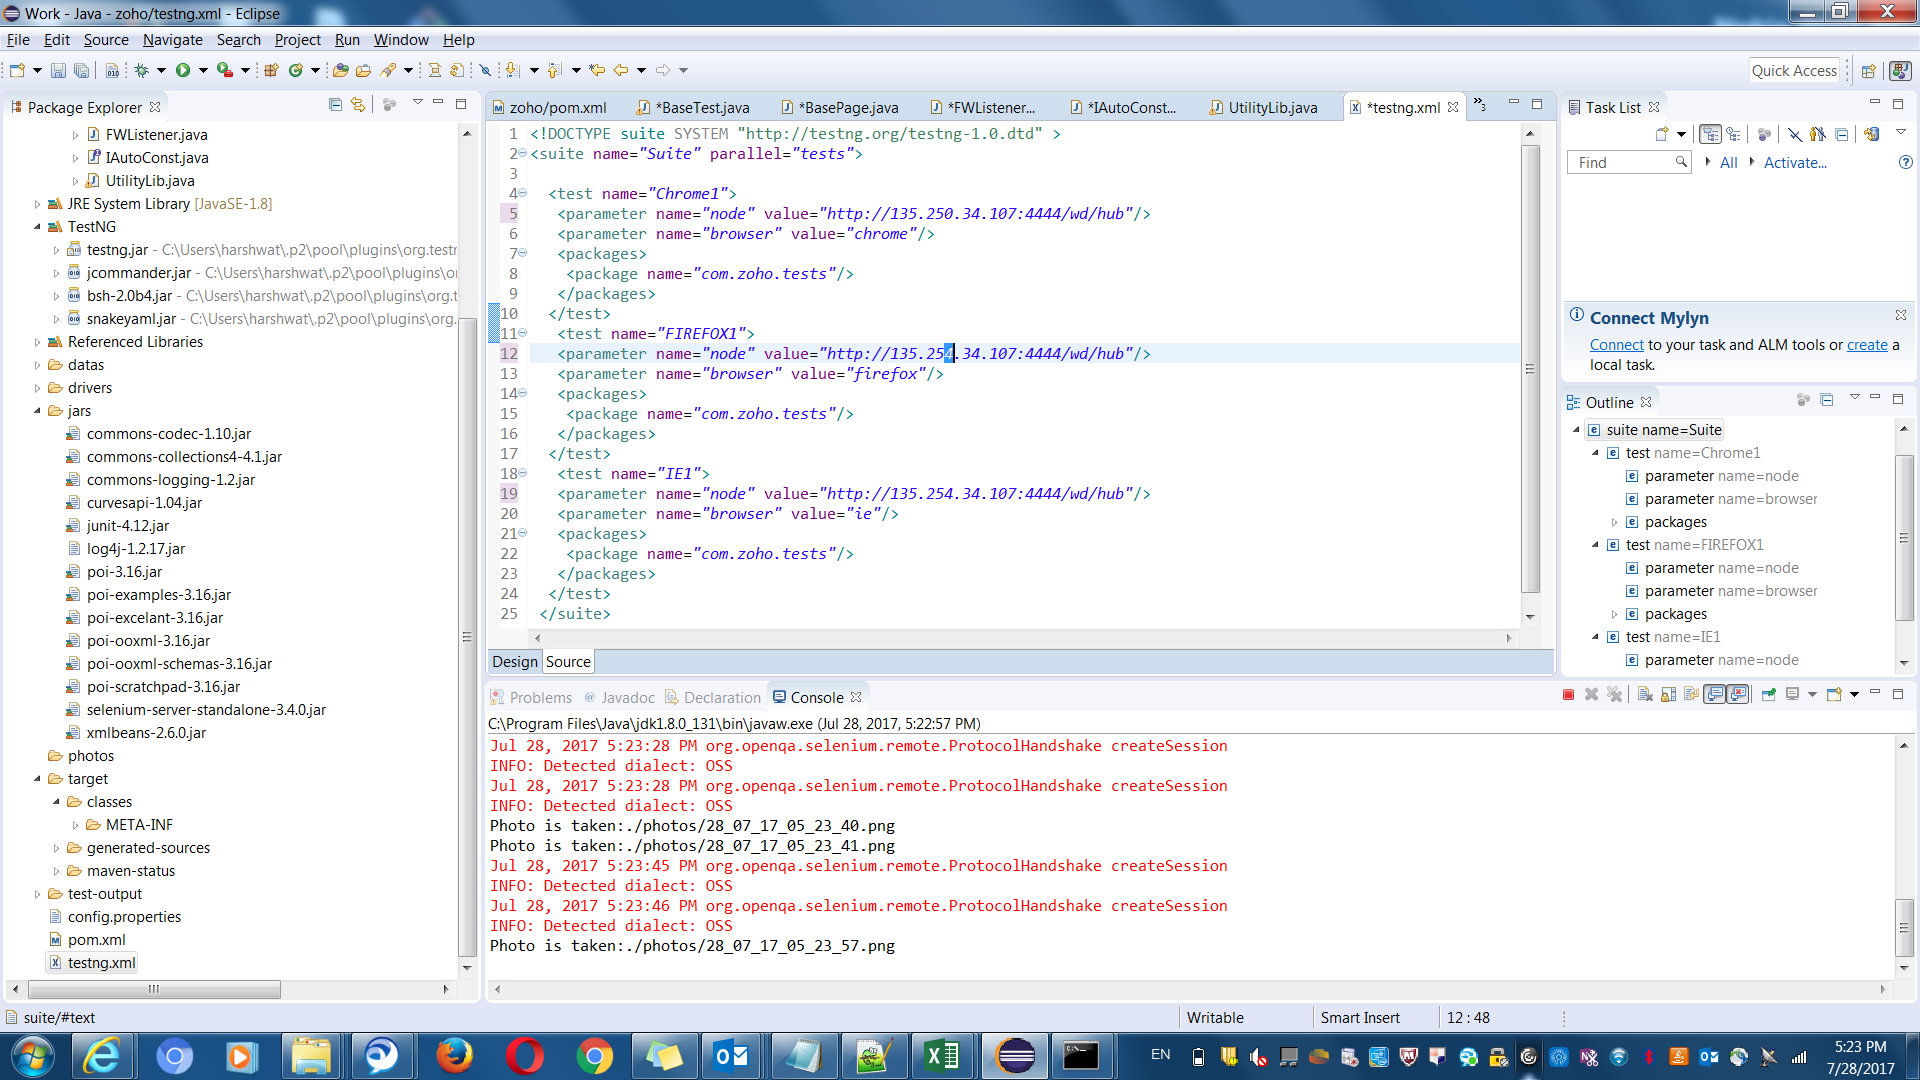 Work - Java - zoho/testng.xml - Eclipse
File Edit Source Navigate Search Project Run Window Help
Quick Access
Package Explorer
FWListener.java
IAutoConst.java
UtilityLib.java
JRE System Library [JavaSE-1.8]
TestNG
testng.jar - C:\Users\harshwat\.p2\pool\plugins\org.testr
jcommander.jar - C:\Users\harshwat\.p2\pool\plugins\or
bsh-2.0b4.jar - C:\Users\harshwat\.p2\pool\plugins\org.t
snakeyaml.jar - C:\Users\harshwat\.p2\pool\plugins\org.
Referenced Libraries
datas
drivers
jars
commons-codec-1.10.jar
commons-collections4-4.1.jar
commons-logging-1.2.jar
curvesapi-1.04.jar
junit-4.12.jar
log4j-1.2.17.jar
poi-3.16.jar
poi-examples-3.16.jar
poi-excelant-3.16.jar
poi-ooxml-3.16.jar
poi-ooxml-schemas-3.16.jar
poi-scratchpad-3.16.jar
selenium-server-standalone-3.4.0.jar
xmlbeans-2.6.0.jar
photos
target
classes
META-INF
generated-sources
maven-status
test-output
config.properties
pom.xml
testng.xml
zoho/pom.xml *BaseTest.java *BasePage.java *FWListener... *IAutoConst... UtilityLib.java *testng.xml »3
1 <!DOCTYPE suite SYSTEM "http://testng.org/testng-1.0.dtd" >
2 <suite name="Suite" parallel="tests">
3
4 <test name="Chrome1">
5 <parameter name="node" value="http://135.250.34.107:4444/wd/hub"/>
6 <parameter name="browser" value="chrome"/>
7 <packages>
8 <package name="com.zoho.tests"/>
9 </packages>
10 </test>
11 <test name="FIREFOX1">
12 <parameter name="node" value="http://135.254.34.107:4444/wd/hub"/>
13 <parameter name="browser" value="firefox"/>
14 <packages>
15 <package name="com.zoho.tests"/>
16 </packages>
17 </test>
18 <test name="IE1">
19 <parameter name="node" value="http://135.254.34.107:4444/wd/hub"/>
20 <parameter name="browser" value="ie"/>
21 <packages>
22 <package name="com.zoho.tests"/>
23 </packages>
24 </test>
25 </suite>
Design Source
Task List
Find All Activate...
Connect Mylyn
Connect to your task and ALM tools or create a
local task.
Outline
suite name=Suite
test name=Chrome1
parameter name=node
parameter name=browser
packages
test name=FIREFOX1
parameter name=node
parameter name=browser
packages
test name=IE1
parameter name=node
Problems @ Javadoc Declaration Console
C:\Program Files\Java\jdk1.8.0_131\bin\javaw.exe (Jul 28, 2017, 5:22:57 PM)
Jul 28, 2017 5:23:28 PM org.openqa.selenium.remote.ProtocolHandshake createSession
INFO: Detected dialect: OSS
Jul 28, 2017 5:23:28 PM org.openqa.selenium.remote.ProtocolHandshake createSession
INFO: Detected dialect: OSS
Photo is taken:./photos/28_07_17_05_23_40.png
Photo is taken:./photos/28_07_17_05_23_41.png
Jul 28, 2017 5:23:45 PM org.openqa.selenium.remote.ProtocolHandshake createSession
INFO: Detected dialect: OSS
Jul 28, 2017 5:23:46 PM org.openqa.selenium.remote.ProtocolHandshake createSession
INFO: Detected dialect: OSS
Photo is taken:./photos/28_07_17_05_23_57.png
suite/#text
Writable Smart Insert 12 : 48
EN
5:23 PM
7/28/2017